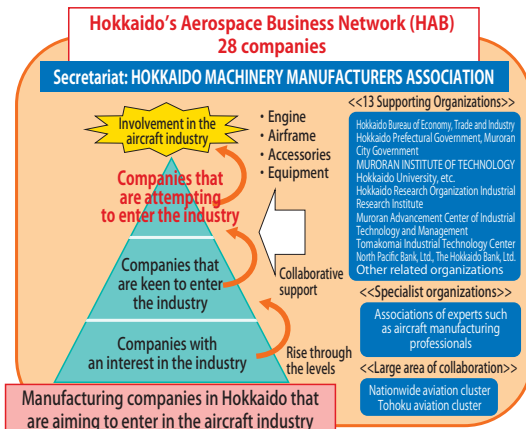 Hokkaido's Aerospace Business Network (HAB)
28 companies
Secretariat: HOKKAIDO MACHINERY MANUFACTURERS ASSOCIATION
Involvement in the
aircraft industry
・Engine
・Airframe
・Accessories
・Equipment
Companies that
are attempting
to enter the industry
Companies that
are keen to enter
the industry
Collaborative
support
Companies with
an interest in the industry
Rise through
the levels
Manufacturing companies in Hokkaido that
are aiming to enter in the aircraft industry
<<13 Supporting Organizations>>
Hokkaido Bureau of Economy, Trade and Industry
Hokkaido Prefectural Government, Muroran
City Government
MURORAN INSTITUTE OF TECHNOLOGY
Hokkaido University, etc.
Hokkaido Research Organization Industrial
Research Institute
Muroran Advancement Center of Industrial
Technology and Management
Tomakomai Industrial Technology Center
North Pacific Bank, Ltd., The Hokkaido Bank, Ltd.
Other related organizations
<<Specialist organizations>>
Associations of experts such
as aircraft manufacturing
professionals
<<Large area of collaboration>>
Nationwide aviation cluster
Tohoku aviation cluster